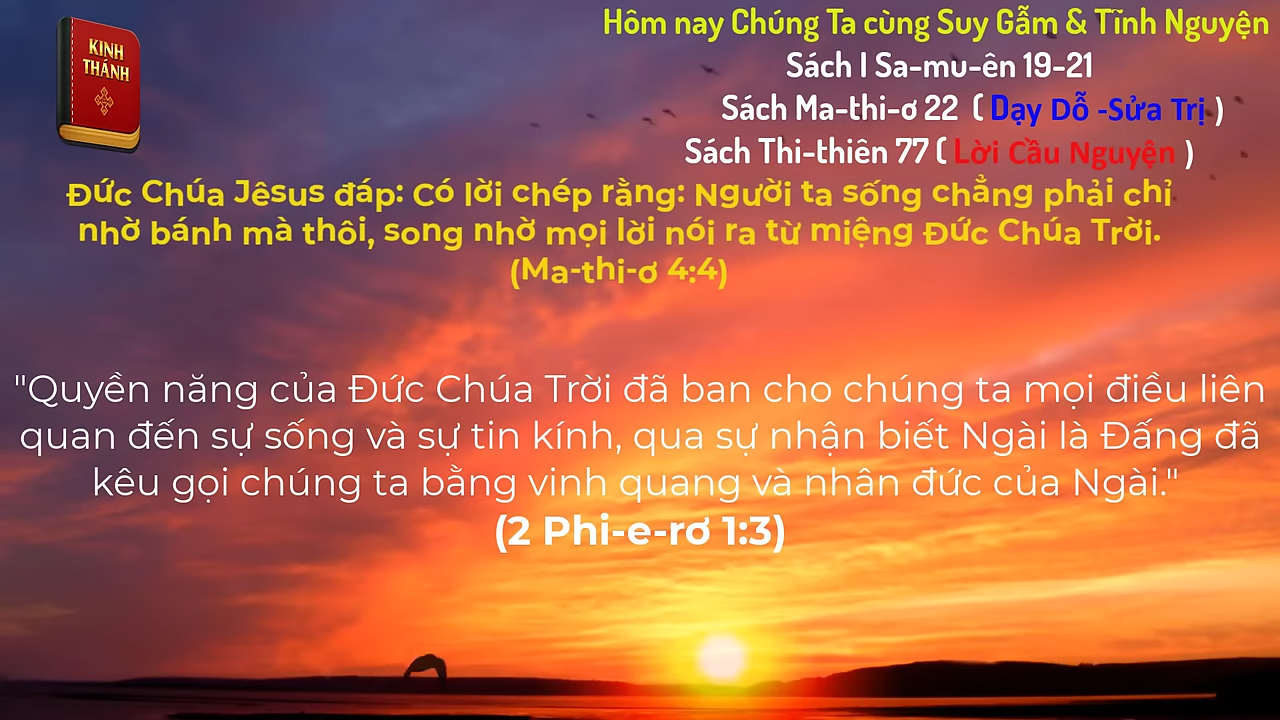 KINH
THÁNH
Hôm nay Chúng Ta cùng Suy Gẫm & Tĩnh Nguyện
Sách I Sa-mu-ên 19-21
Sách Ma-thi-ơ 22 ( Dạy Dỗ -Sửa Trị )
Sách Thi-thiên 77 ( Lời Cầu Nguyện )
Đức Chúa Jêsus đáp: Có lời chép rằng: Người ta sống chẳng phải chỉ
nhờ bánh mà thôi, song nhờ mọi lời nói ra từ miệng Đức Chúa Trời.
(Ma-thi-ơ 4:4)
"Quyền năng của Đức Chúa Trời đã ban cho chúng ta mọi điều liên
quan đến sự sống và sự tin kính, qua sự nhận biết Ngài là Đấng đã
kêu gọi chúng ta bằng vinh quang và nhân đức của Ngài."
(2 Phi-e-rơ 1:3)